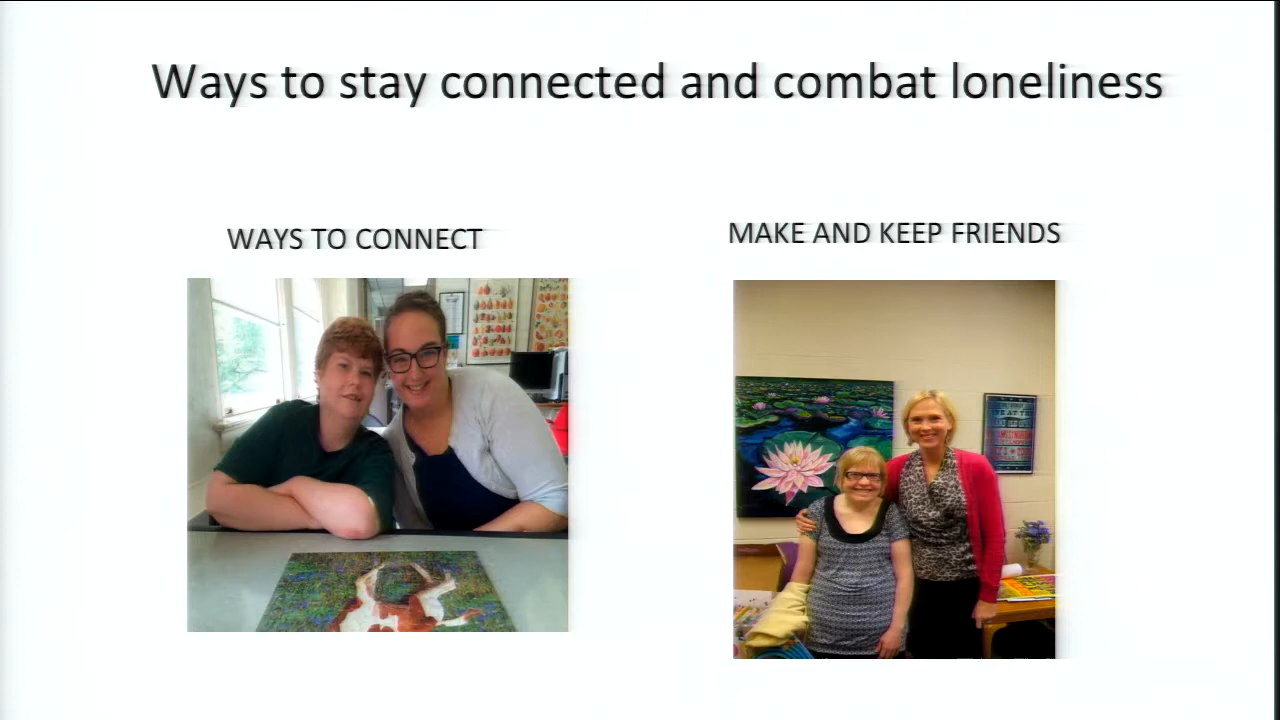 Ways to stay connected and combat loneliness
WAYS TO CONNECT
MAKE AND KEEP FRIENDS